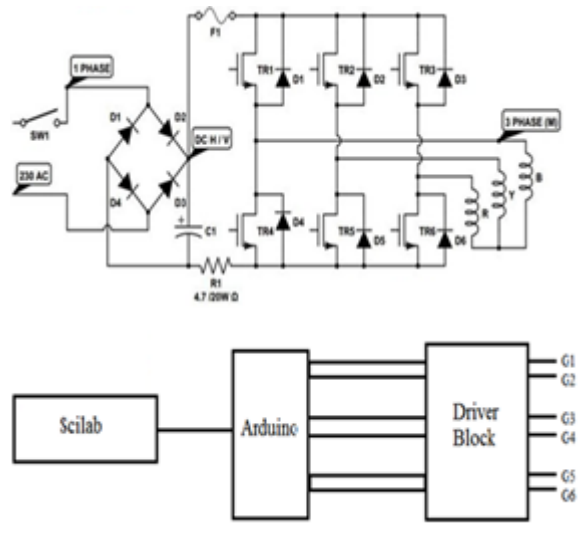 F1
1 PHASE
TR1
D1
TR2
D2
TR3
D3
D1
D2
SW1
3 PHASE (M)
DC H / V
230 AC
D4
D3
B
Y
R
C1
TR4
D4
TR5
D5
TR6
D6
R1
4.7 /20W Ω
G1
G2
Scilab
Arduino
Driver
Block
G3
G4
G5
G6